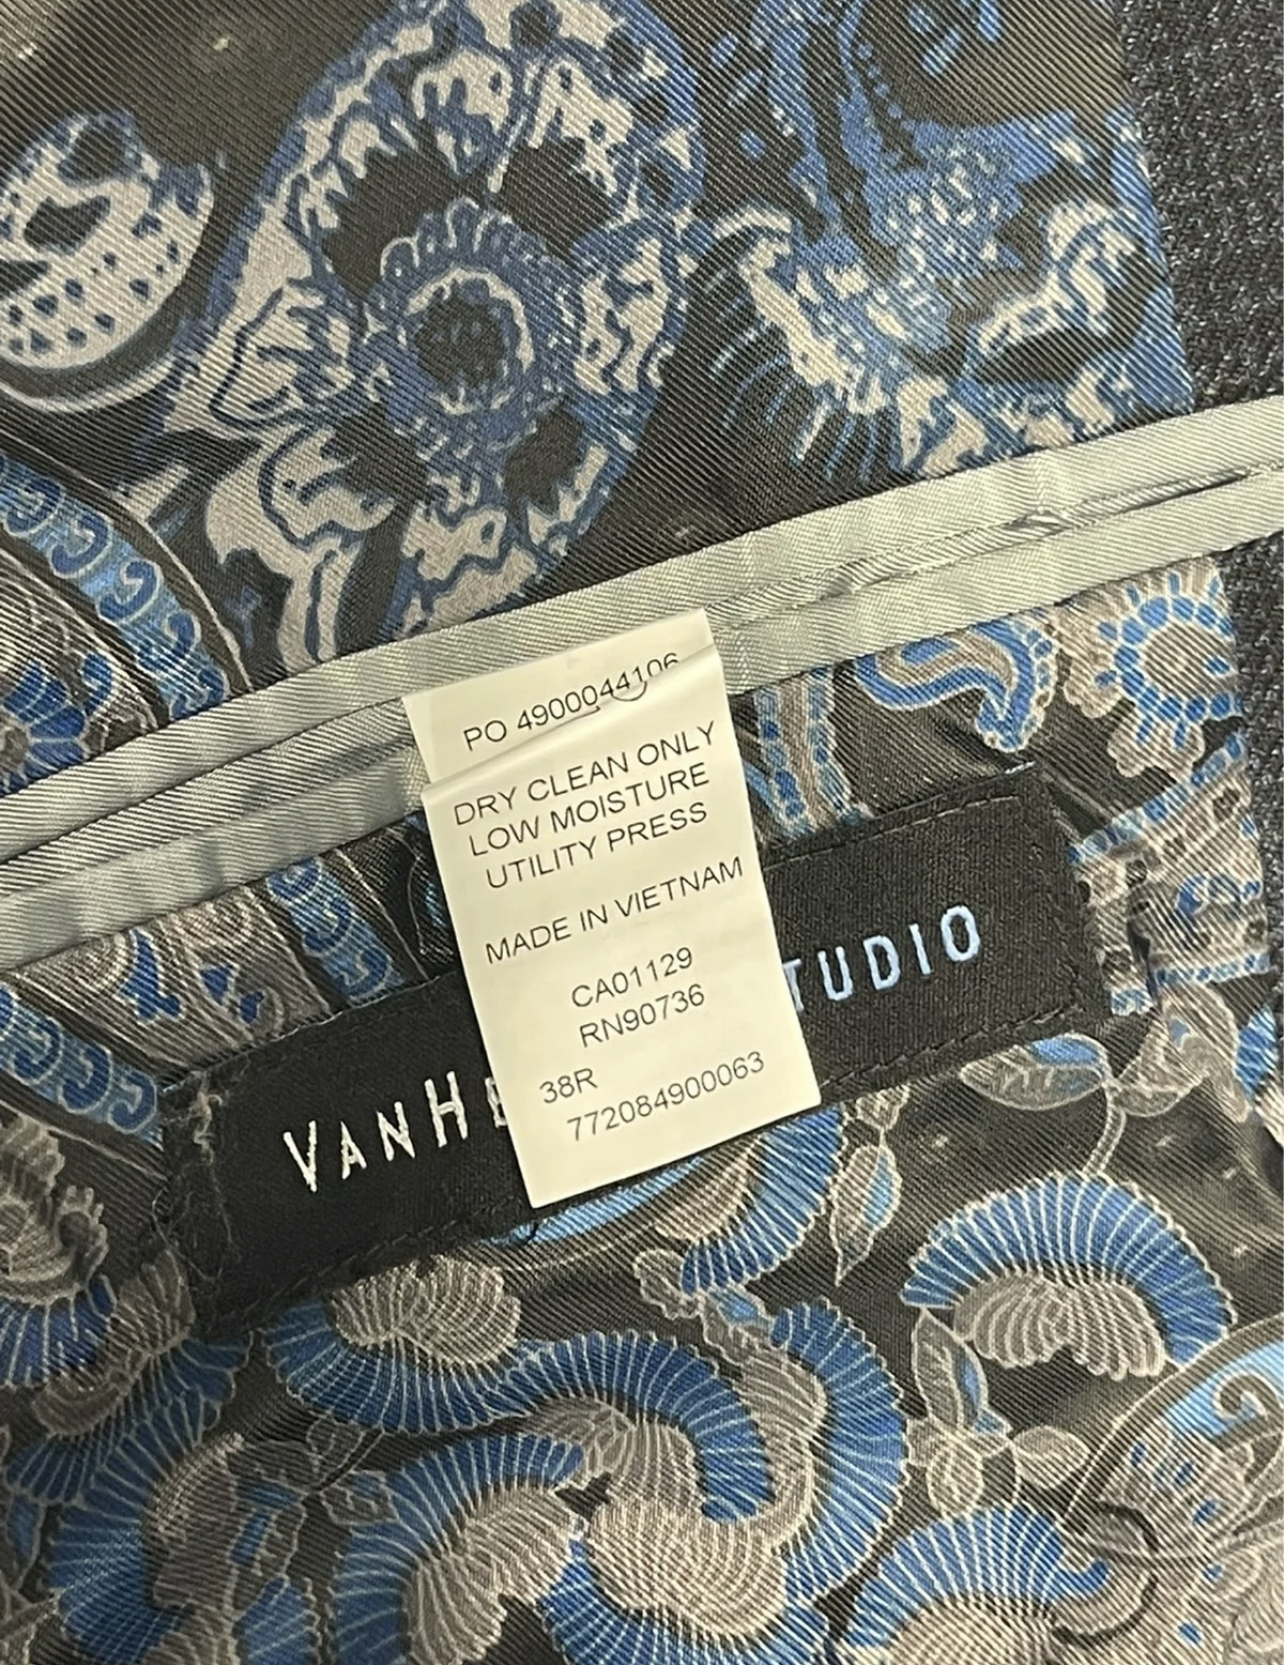 PO 4900044106
DRY CLEAN ONLY
LOW MOISTURE
UTILITY PRESS
MADE IN VIETNAM
CA01129
RN90736
38R
772084900063
VANHE TUDIO